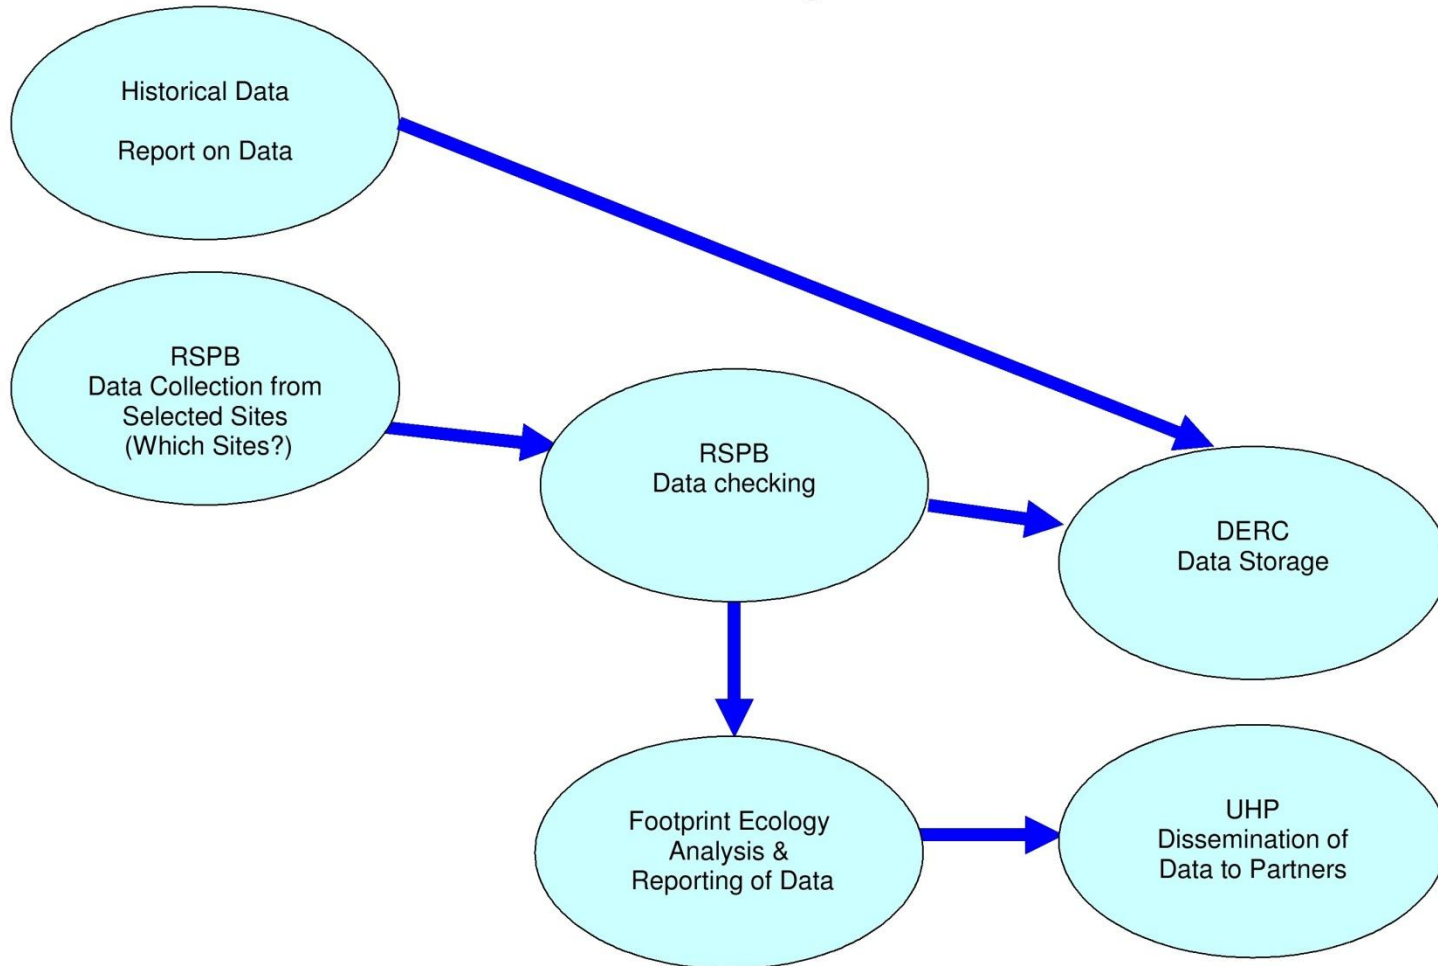 Historical Data
Report on Data
RSPB
Data Collection from
Selected Sites
(Which Sites?)
RSPB
Data checking
DERC
Data Storage
Footprint Ecology
Analysis &
Reporting of Data
UHP
Dissemination of
Data to Partners